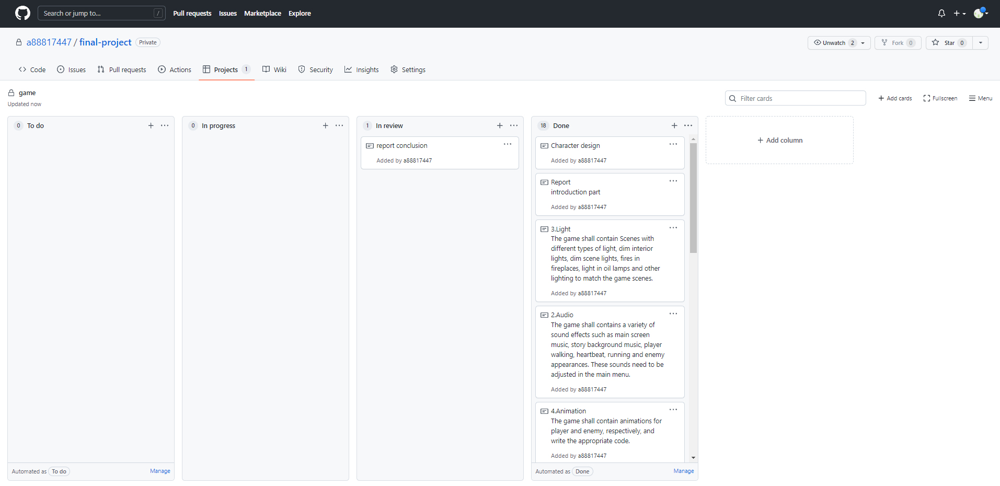 Search or jump to... /
Pull requests Issues Marketplace Explore
a88817447 / final-project Private
Unwatch 2 Fork 0 Star 0
Code Issues Pull requests Actions Projects 1 Wiki Security Insights Settings
game
Updated now
Filter cards
+ Add cards Fullscreen Menu
0 To do
Automated as To do Manage
0 In progress
1 In review
report conclusion
Added by a88817447
18 Done
Character design
Added by a88817447
Report
introduction part
Added by a88817447
3.Light
The game shall contain Scenes with
different types of light, dim interior
lights, dim scene lights, fires in
fireplaces, light in oil lamps and other
lighting to match the game scenes.
Added by a88817447
2.Audio
The game shall contains a variety of
sound effects such as main screen
music, story background music, player
walking, heartbeat, running and enemy
appearances. These sounds need to be
adjusted in the main menu.
Added by a88817447
4.Animation
The game shall contain animations for
player and enemy, respectively, and
write the appropriate code.
Added by a88817447
Automated as Done Manage
+ Add column